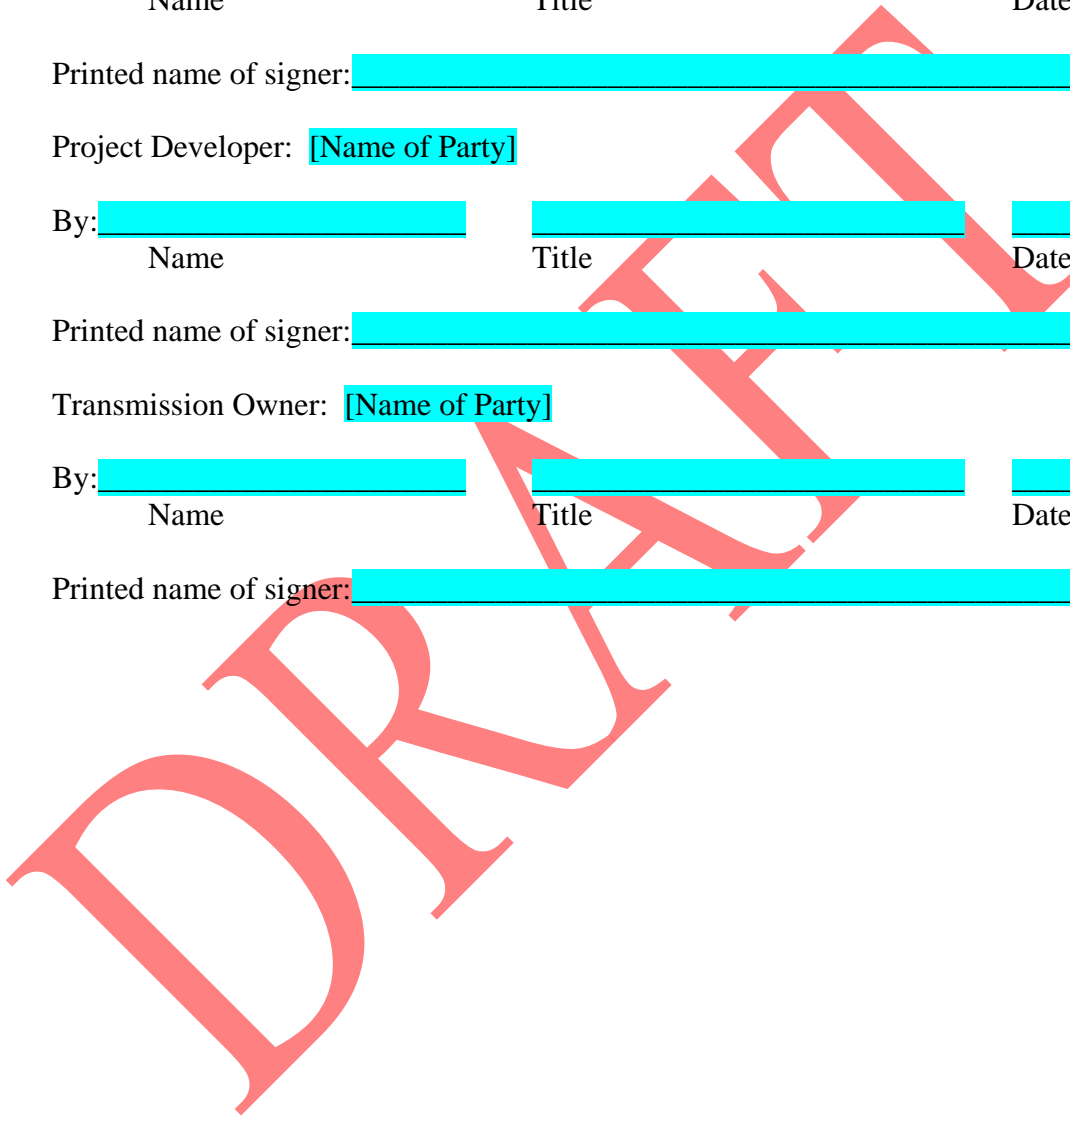 Name Title Date
Printed name of signer:
Project Developer: [Name of Party]
By:
Name Title Date
Printed name of signer:
Transmission Owner: [Name of Party]
By:
Name Title Date
Printed name of signer:
DRAFT